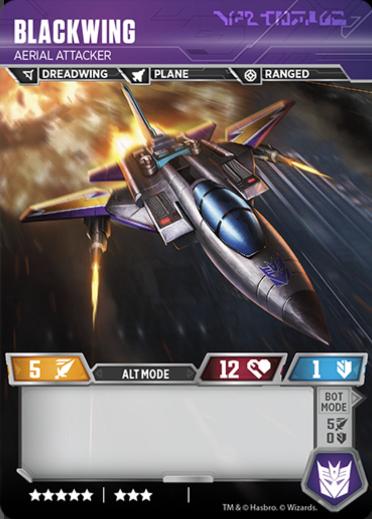 BLACKWING
AERIAL ATTACKER
DREADWING PLANE RANGED
5 ALT MODE 12 1
BOT
MODE
5
0
TM & © Hasbro. © Wizards.